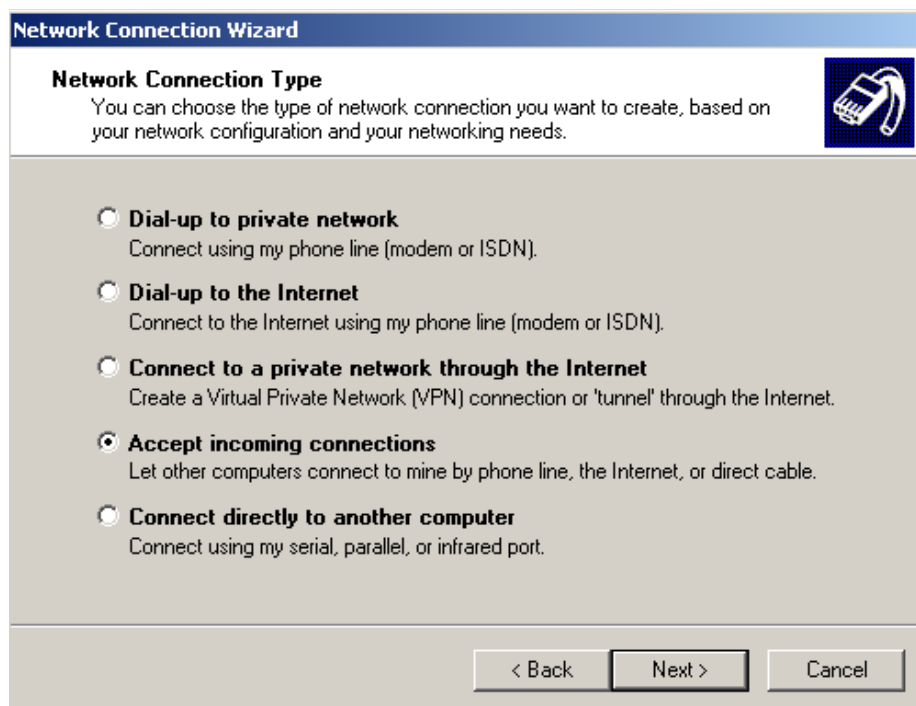 Network Connection Wizard
Network Connection Type
You can choose the type of network connection you want to create, based on
your network configuration and your networking needs.
Dial-up to private network
Connect using my phone line (modem or ISDN).
Dial-up to the Internet
Connect to the Internet using my phone line (modem or ISDN).
Connect to a private network through the Internet
Create a Virtual Private Network (VPN) connection or 'tunnel' through the Internet.
Accept incoming connections
Let other computers connect to mine by phone line, the Internet, or direct cable.
Connect directly to another computer
Connect using my serial, parallel, or infrared port.
< Back Next > Cancel